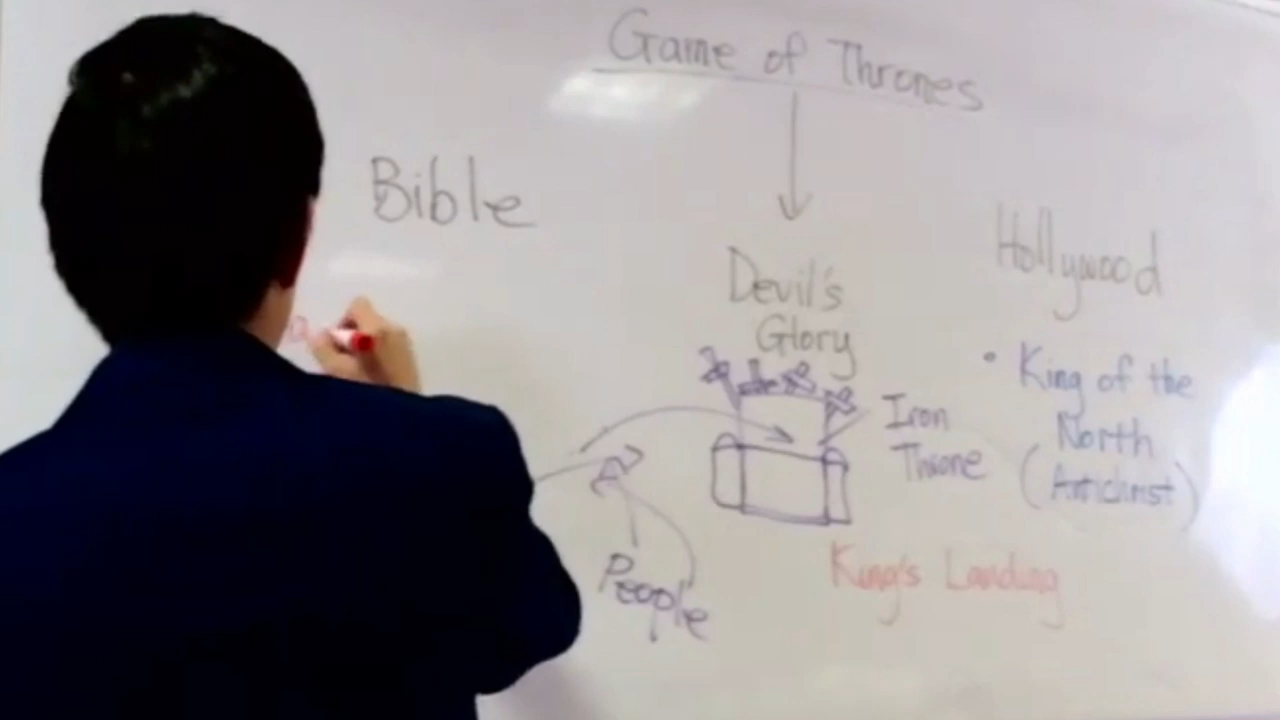 Game of Thrones
Bible
Devil's
Glory
Hollywood
• King of the
North
(Antichrist)
Iron
Throne
King's Landing
People